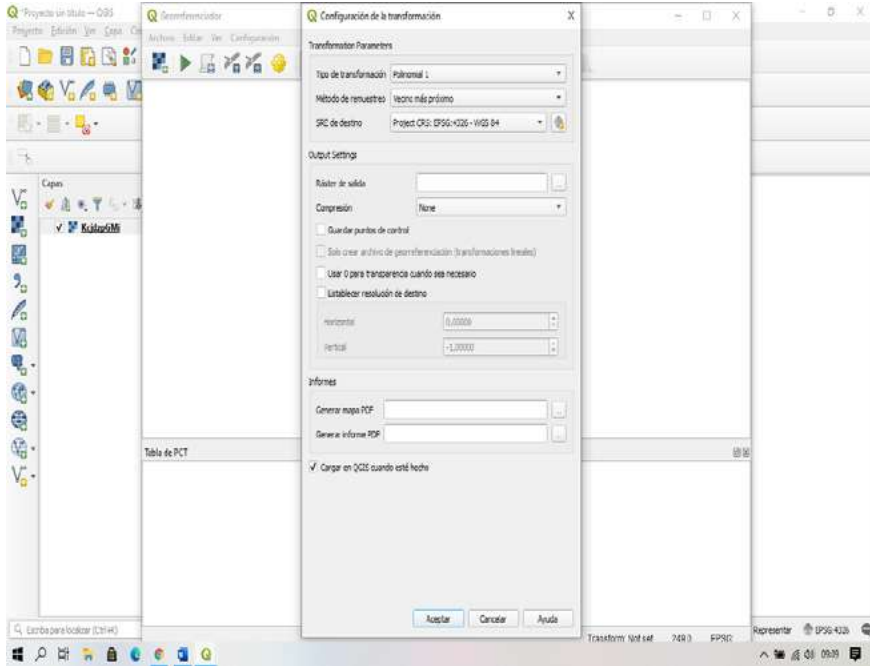 Proyecto sin título — QGIS
Proyecto Edición Ver Capa
Georreferenciador
Archivo Editar Ver Configuración
Configuración de la transformación
X
Transformation Parameters
Tipo de transformación Polinomial 1
Método de remuestreo Vecino más próximo
SRC de destino Project CRS: EPSG:4326 - WGS 84
Output Settings
Ráster de salida ...
Compresión None
Guardar puntos de control
Solo crear archivo de georreferenciación (transformaciones lineales)
Usar 0 para transparencia cuando sea necesario
Establecer resolución de destino
Horizontal
Vertical -1,00000
Informes
Generar mapa PDF ...
Generar informe PDF ...
Cargar en QGIS cuando esté hecho
Aceptar Cancelar Ayuda
Capas
Tabla de PCT
Transform: Not set 249,0 EPSG:
Escriba para localizar (Ctrl+K)
Representar EPSG:4326
09:09